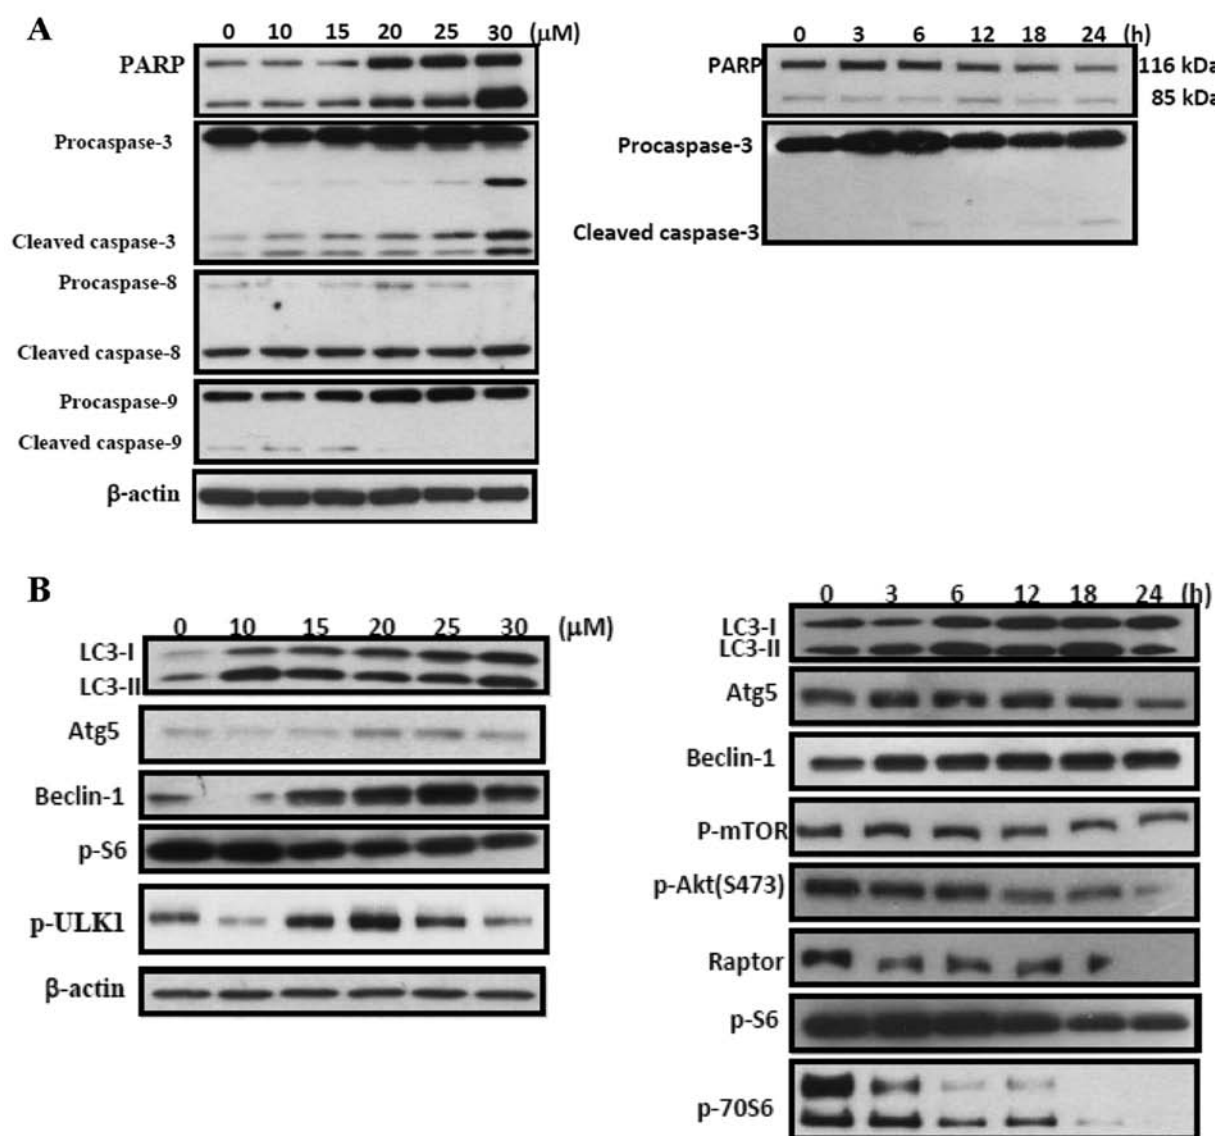 A
0 10 15 20 25 30 (μM)
PARP
Procaspase-3
Cleaved caspase-3
Procaspase-8
Cleaved caspase-8
Procaspase-9
Cleaved caspase-9
β-actin
0 3 6 12 18 24 (h)
PARP 116 kDa
85 kDa
Procaspase-3
Cleaved caspase-3
B
0 10 15 20 25 30 (μM)
LC3-I
LC3-II
Atg5
Beclin-1
p-S6
p-ULK1
β-actin
0 3 6 12 18 24 (h)
LC3-I
LC3-II
Atg5
Beclin-1
P-mTOR
p-Akt(S473)
Raptor
p-S6
p-70S6